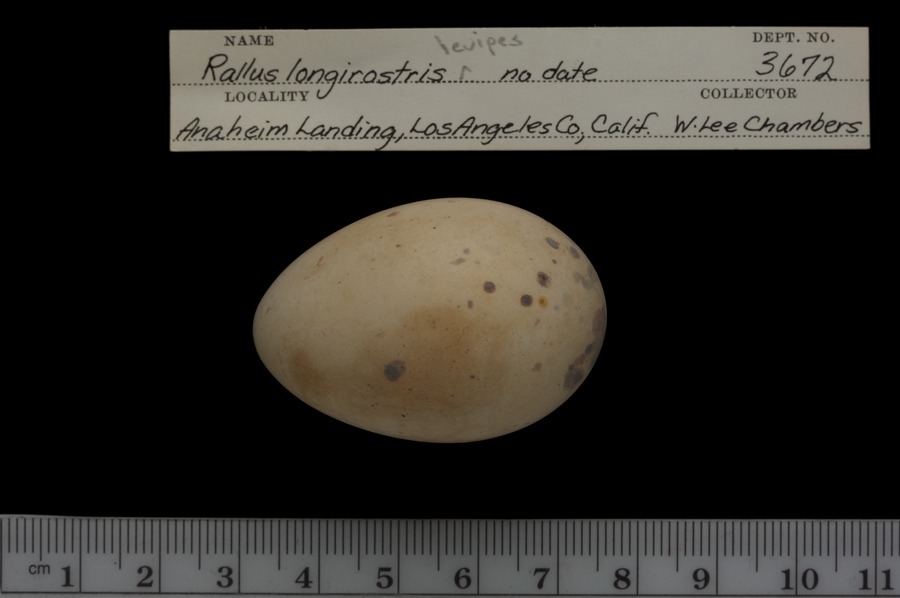 NAME levipes DEPT. NO.
Rallus longirostris no date 3672
LOCALITY COLLECTOR
Anaheim Landing, Los Angeles Co, Calif. W. Lee Chambers
cm 1 2 3 4 5 6 7 8 9 10 11